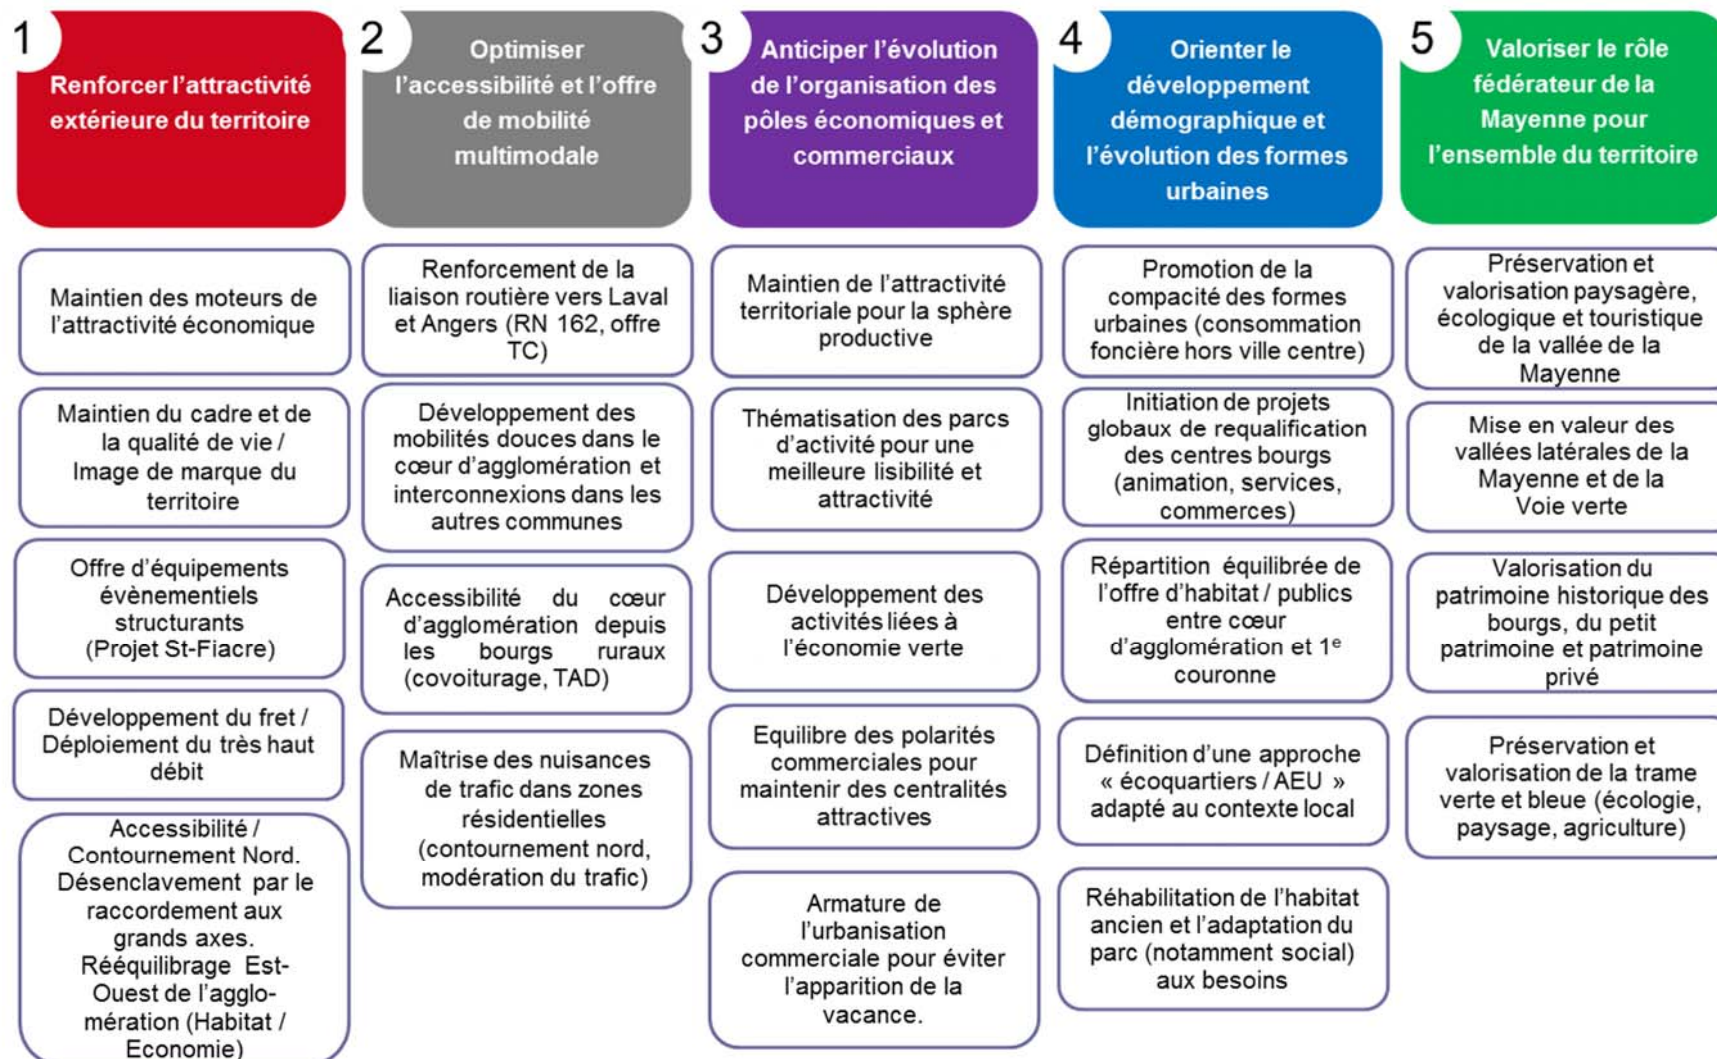 1
Renforcer l’attractivité
extérieure du territoire
Maintien des moteurs de
l’attractivité économique
Maintien du cadre et de
la qualité de vie /
Image de marque du
territoire
Offre d’équipements
évènementiels
structurants
(Projet St-Fiacre)
Développement du fret /
Déploiement du très haut
débit
Accessibilité /
Contournement Nord.
Désenclavement par le
raccordement aux
grands axes.
Rééquilibrage Est-
Ouest de l’agglo-
mération (Habitat /
Economie)
2
Optimiser
l’accessibilité et l’offre
de mobilité
multimodale
Renforcement de la
liaison routière vers Laval
et Angers (RN 162, offre
TC)
Développement des
mobilités douces dans le
cœur d’agglomération et
interconnexions dans les
autres communes
Accessibilité du cœur
d’agglomération depuis
les bourgs ruraux
(covoiturage, TAD)
Maîtrise des nuisances
de trafic dans zones
résidentielles
(contournement nord,
modération du trafic)
3
Anticiper l’évolution
de l’organisation des
pôles économiques et
commerciaux
Maintien de l’attractivité
territoriale pour la sphère
productive
Thématisation des parcs
d’activité pour une
meilleure lisibilité et
attractivité
Développement des
activités liées à
l’économie verte
Equilibre des polarités
commerciales pour
maintenir des centralités
attractives
Armature de
l’urbanisation
commerciale pour éviter
l’apparition de la
vacance.
4
Orienter le
développement
démographique et
l’évolution des formes
urbaines
Promotion de la
compacité des formes
urbaines (consommation
foncière hors ville centre)
Initiation de projets
globaux de requalification
des centres bourgs
(animation, services,
commerces)
Répartition équilibrée de
l’offre d’habitat / publics
entre cœur
d’agglomération et 1e
couronne
Définition d’une approche
« écoquartiers / AEU »
adapté au contexte local
Réhabilitation de l’habitat
ancien et l’adaptation du
parc (notamment social)
aux besoins
5
Valoriser le rôle
fédérateur de la
Mayenne pour
l’ensemble du territoire
Préservation et
valorisation paysagère,
écologique et touristique
de la vallée de la
Mayenne
Mise en valeur des
vallées latérales de la
Mayenne et de la
Voie verte
Valorisation du
patrimoine historique des
bourgs, du petit
patrimoine et patrimoine
privé
Préservation et
valorisation de la trame
verte et bleue (écologie,
paysage, agriculture)